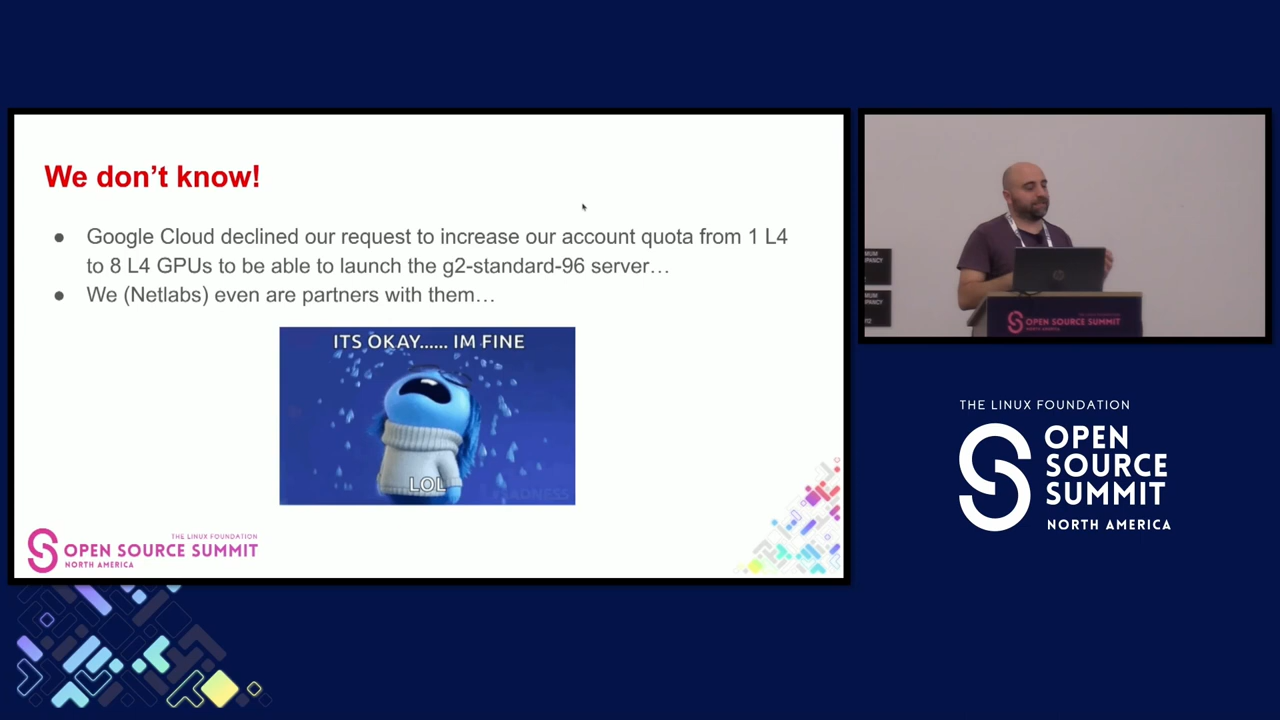 We don't know!
● Google Cloud declined our request to increase our account quota from 1 L4
to 8 L4 GPUs to be able to launch the g2-standard-96 server…
● We (Netlabs) even are partners with them…
ITS OKAY...... IM FINE
LOL
THE LINUX FOUNDATION
OPEN SOURCE SUMMIT
NORTH AMERICA
OPEN SOURCE SUMMIT
THE LINUX FOUNDATION
OPEN
SOURCE
SUMMIT
NORTH AMERICA